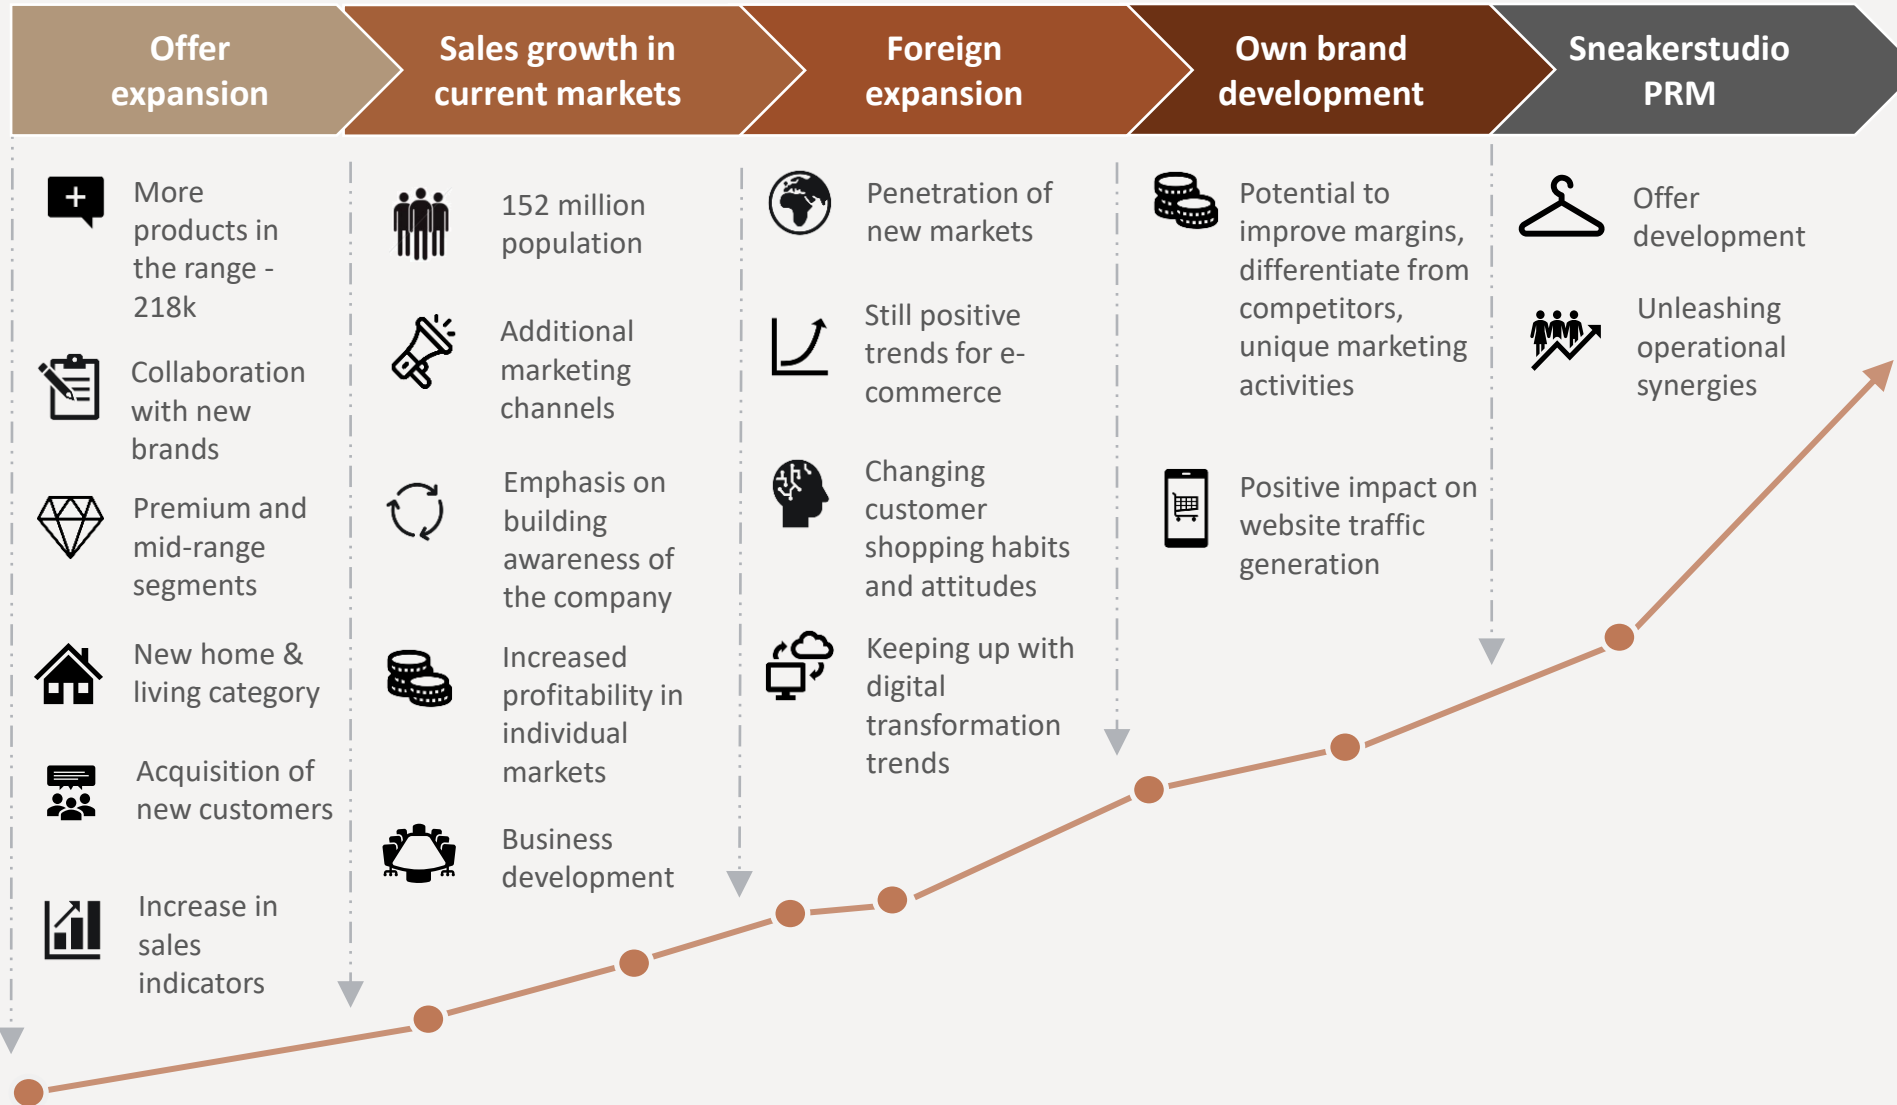 Offer
expansion
Sales growth in
current markets
Foreign
expansion
Own brand
development
Sneakerstudio
PRM
More
products in
the range -
218k
Collaboration
with new
brands
Premium and
mid-range
segments
New home &
living category
Acquisition of
new customers
Increase in
sales
indicators
152 million
population
Additional
marketing
channels
Emphasis on
building
awareness of
the company
Increased
profitability in
individual
markets
Business
development
Penetration of
new markets
Still positive
trends for e-
commerce
Changing
customer
shopping habits
and attitudes
Keeping up with
digital
transformation
trends
Potential to
improve margins,
differentiate from
competitors,
unique marketing
activities
Positive impact on
website traffic
generation
Offer
development
Unleashing
operational
synergies